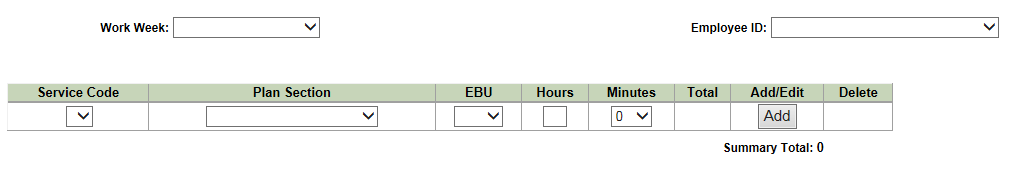 Work Week: Employee ID:
Service Code Plan Section EBU Hours Minutes Total Add/Edit Delete
0 Add
Summary Total: 0